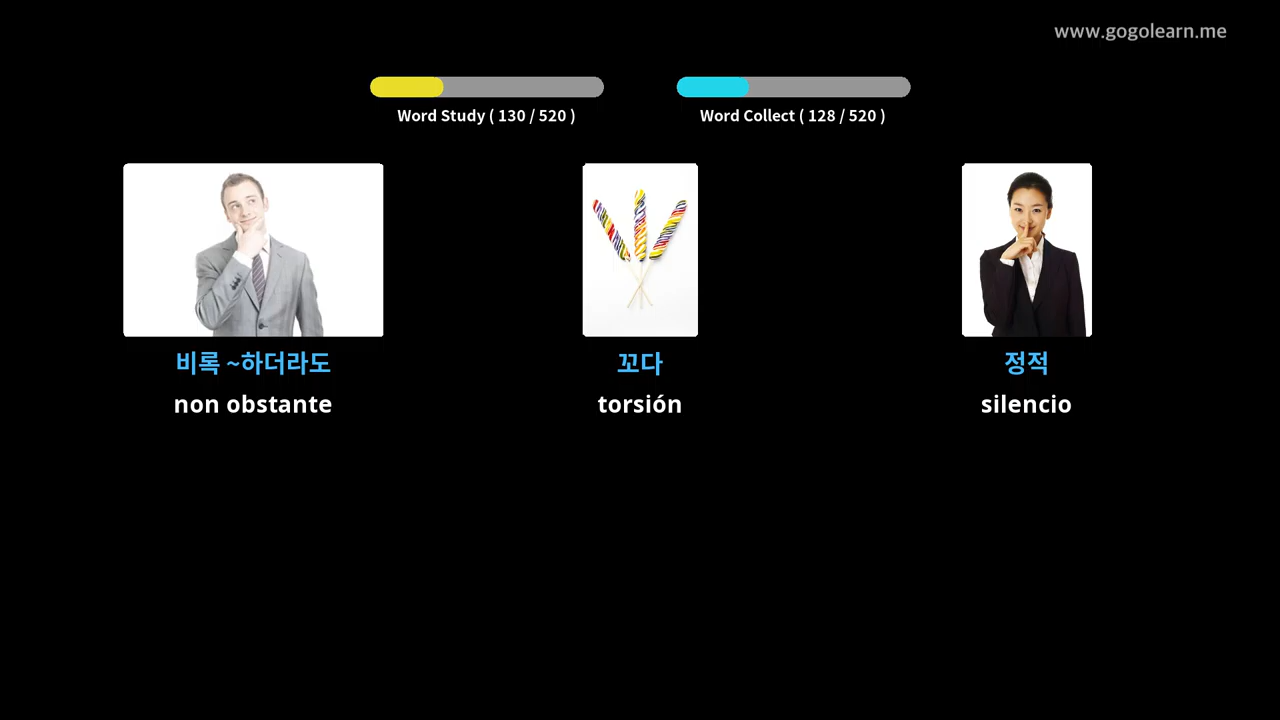 www.gogolearn.me
Word Study ( 130 / 520 )
Word Collect ( 128 / 520 )
비록 ~하더라도
꼬다
정적
non obstante
torsión
silencio